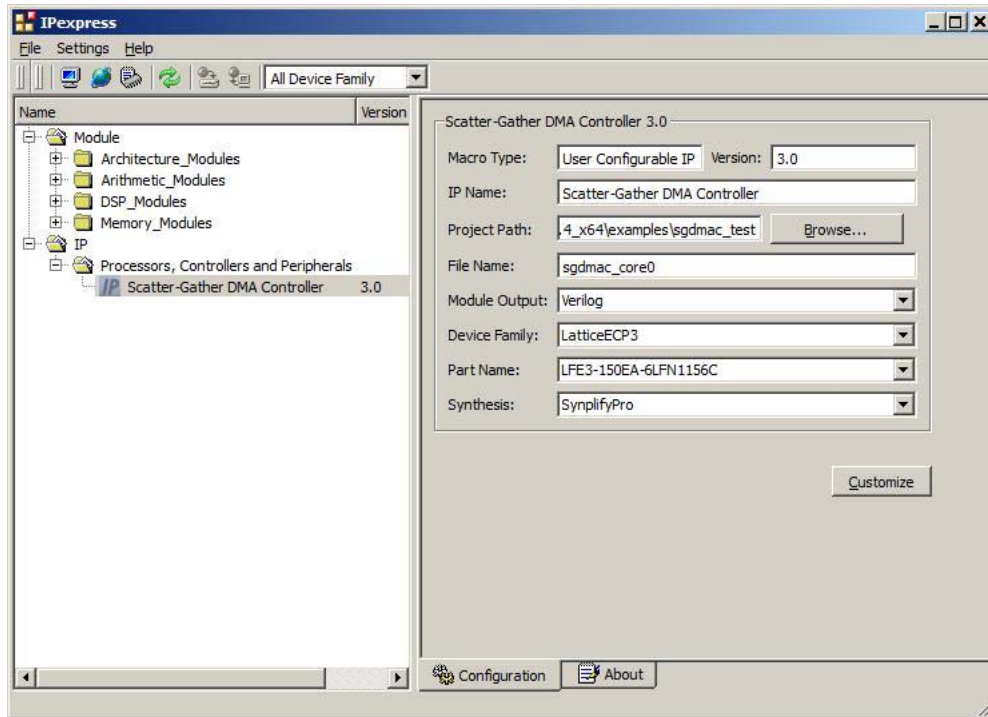 IPexpress
File Settings Help
All Device Family
Name Version
Module
Architecture_Modules
Arithmetic_Modules
DSP_Modules
Memory_Modules
IP
Processors, Controllers and Peripherals
IP Scatter-Gather DMA Controller 3.0
Scatter-Gather DMA Controller 3.0
Macro Type: User Configurable IP Version: 3.0
IP Name: Scatter-Gather DMA Controller
Project Path: .4_x64\examples\sgdmac_test Browse...
File Name: sgdmac_core0
Module Output: Verilog
Device Family: LatticeECP3
Part Name: LFE3-150EA-6LFN1156C
Synthesis: SynplifyPro
Customize
Configuration About